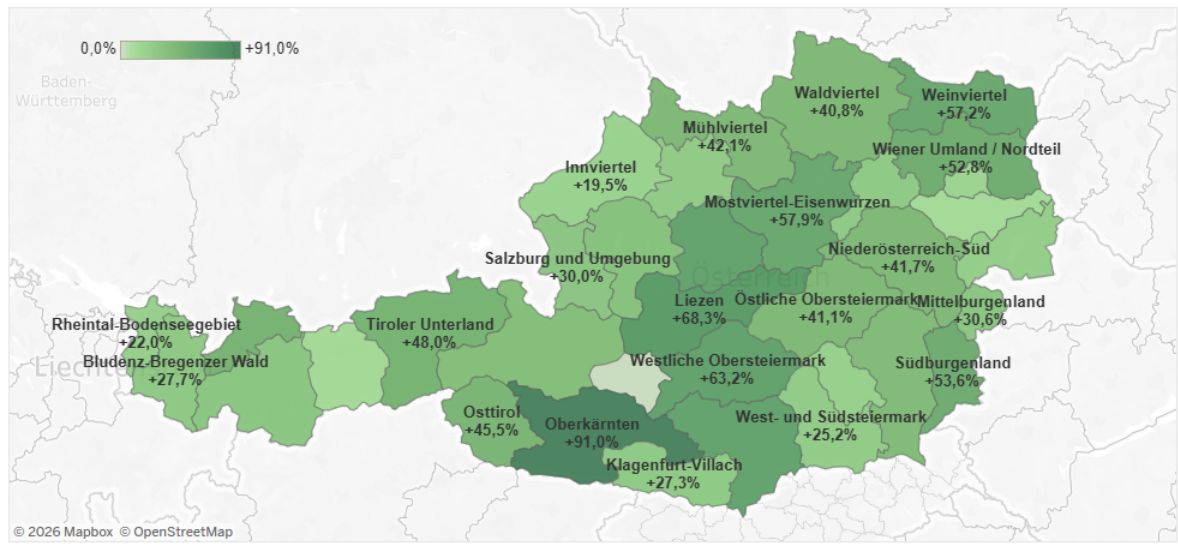 0,0%
+91,0%
Baden-
Württemberg
Waldviertel
+40,8%
Weinviertel
+57,2%
Mühlviertel
+42,1%
Wiener Umland / Nordteil
+52,8%
Innviertel
+19,5%
Mostviertel-Eisenwurzen
+57,9%
Niederösterreich-Süd
+41,7%
Salzburg und Umgebung
+30,0%
Österreich
Liezen
+68,3%
Östliche Obersteiermark
+41,1%
Mittelburgenland
+30,6%
Rheintal-Bodenseegebiet
+22,0%
Tiroler Unterland
+48,0%
Bludenz-Bregenzer Wald
+27,7%
Westliche Obersteiermark
+63,2%
Südburgenland
+53,6%
Osttirol
+45,5%
Oberkärnten
+91,0%
West- und Südsteiermark
+25,2%
Klagenfurt-Villach
+27,3%
© 2026 Mapbox © OpenStreetMap